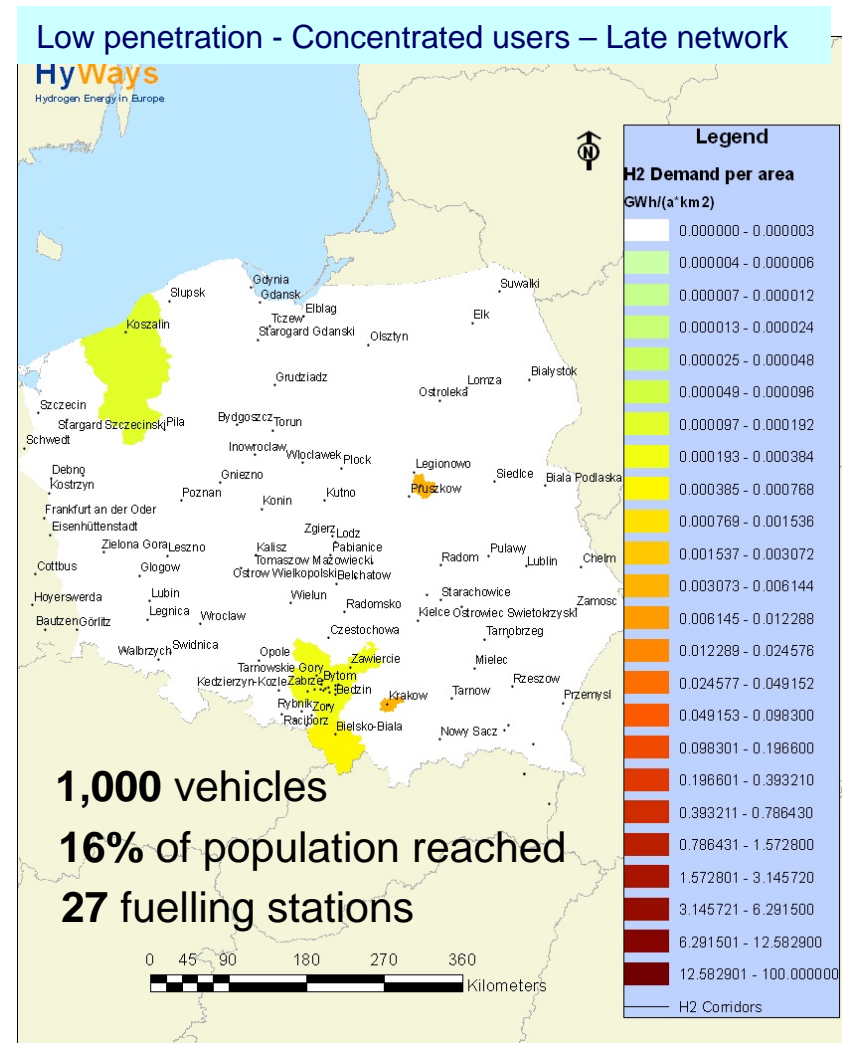 Low penetration - Concentrated users – Late network
HyWays
Hydrogen Energy in Europe
N
Legend
H2 Demand per area
GWh/(a*km2)
0.000000 - 0.000003
0.000004 - 0.000006
0.000007 - 0.000012
0.000013 - 0.000024
0.000025 - 0.000048
0.000049 - 0.000096
0.000097 - 0.000192
0.000193 - 0.000384
0.000385 - 0.000768
0.000769 - 0.001536
0.001537 - 0.003072
0.003073 - 0.006144
0.006145 - 0.012288
0.012289 - 0.024576
0.024577 - 0.049152
0.049153 - 0.098300
0.098301 - 0.196600
0.196601 - 0.393210
0.393211 - 0.786430
0.786431 - 1.572800
1.572801 - 3.145720
3.145721 - 6.291500
6.291501 - 12.582900
12.582901 - 100.000000
H2 Corridors
Gdynia
Suwalki
Slupsk
Gdansk
Elblag
Tczew
Elk
Koszalin
Starogard Gdanski
Olsztyn
Bialystok
Grudziadz
Lomza
Ostroleka
Szczecin
Stargard Szczecinski
Pila
Bydgoszcz
Torun
Schwedt
Inowroclaw
Wloclawek
Plock
Legionowo
Debno
Gniezno
Siedlce
Biala Podlaska
Kostrzyn
Poznan
Konin
Kutno
Pruszkow
Frankfurt an der Oder
Eisenhüttenstadt
Zgierz
Lodz
Zielona Gora
Leszno
Kalisz
Pabianice
Pulawy
Cottbus
Glogow
Tomaszow Mazowiecki
Radom
Lublin
Chelm
Ostrow Wielkopolski
Belchatow
Hoyerswerda
Lubin
Wielun
Radomsko
Starachowice
Zamosc
Legnica
Wroclaw
Kielce
Ostrowiec Swietokrzyski
Bautzen
Görlitz
Czestochowa
Tarnobrzeg
Walbrzych
Swidnica
Opole
Zawiercie
Mielec
Tarnowskie Gory
Bytom
Kedzierzyn-Kozle
Zabrze
Bedzin
Krakow
Tarnow
Rzeszow
Przemysl
Rybnik
Zory
Raciborz
Bielsko-Biala
Nowy Sacz
1,000 vehicles
16% of population reached
27 fuelling stations
0 45 90 180 270 360
Kilometers